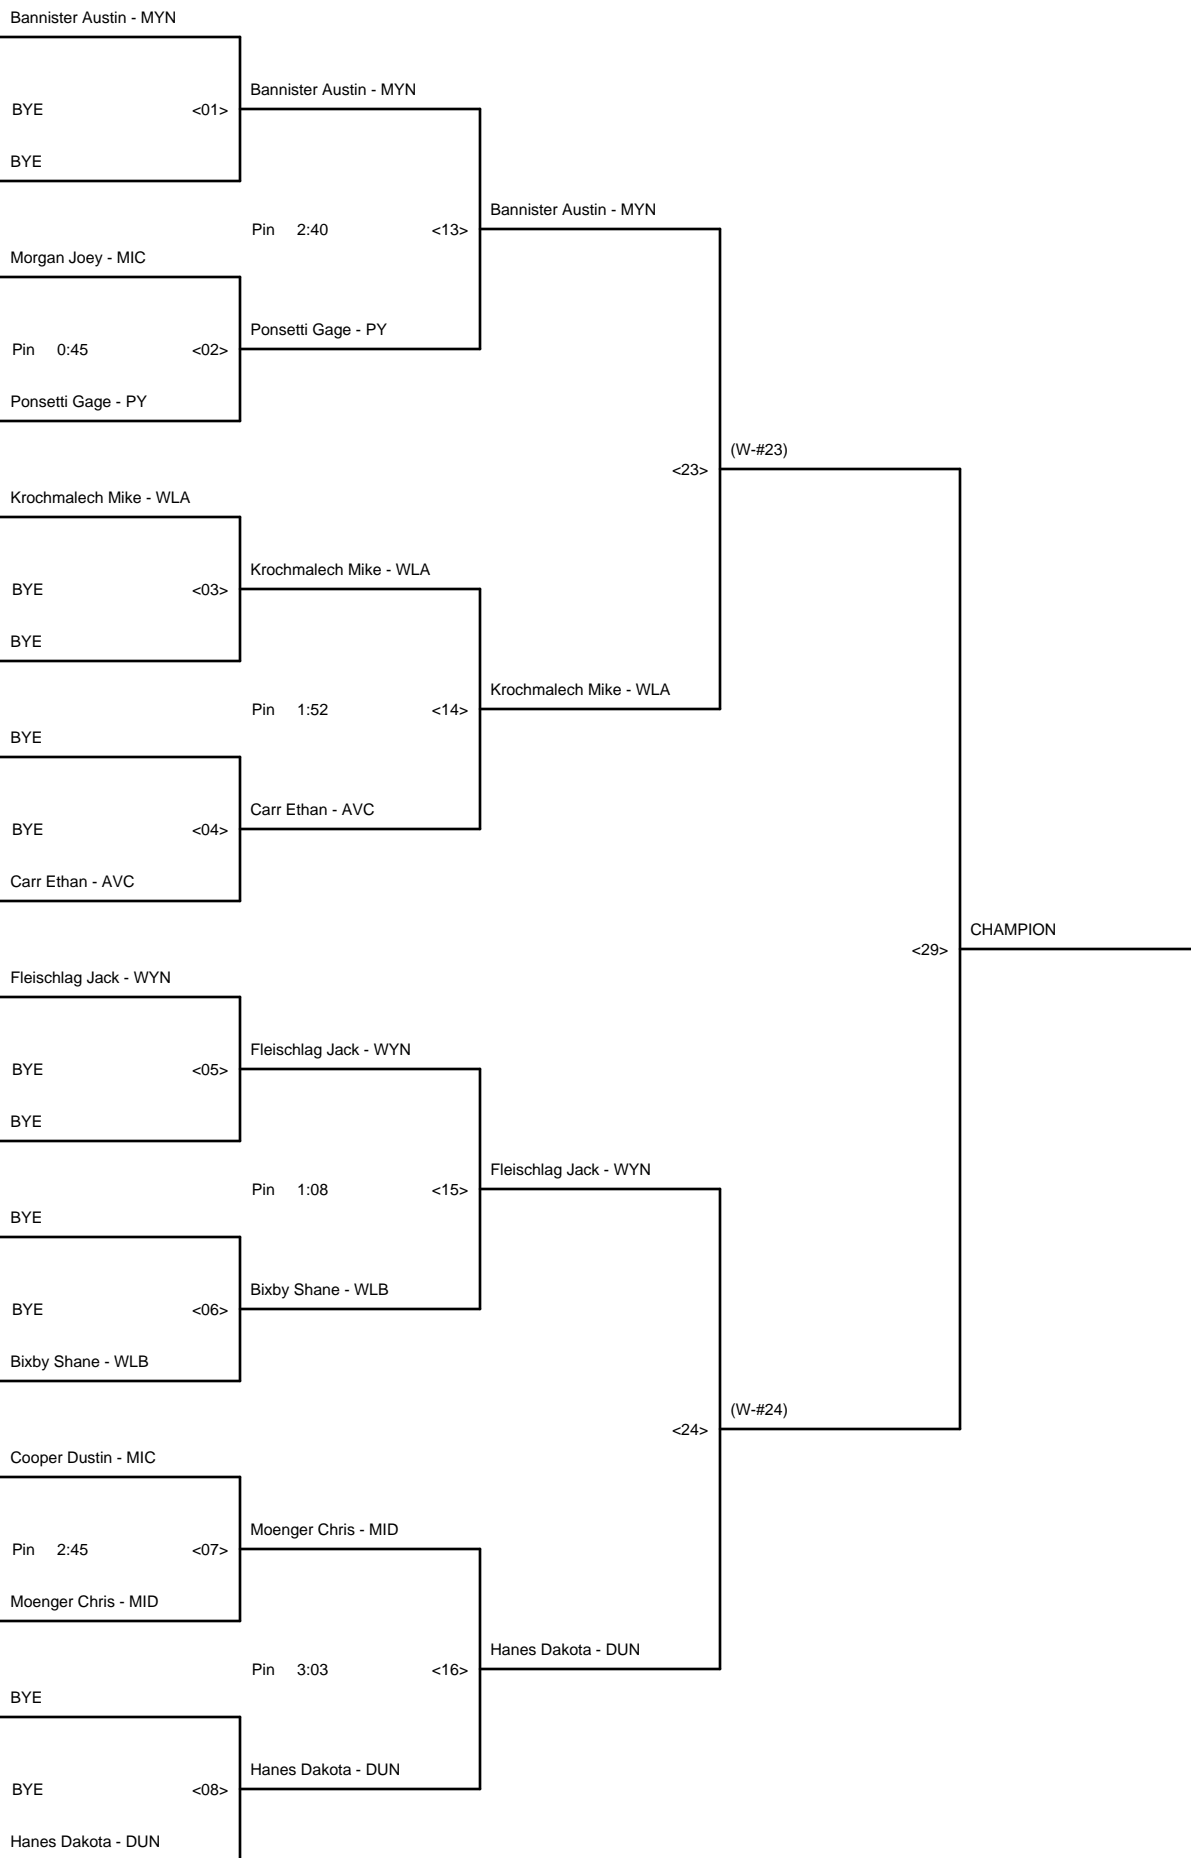 Bannister Austin - MYN
Bannister Austin - MYN
BYE <01>
BYE
Bannister Austin - MYN
Pin 2:40 <13>
Morgan Joey - MIC
Ponsetti Gage - PY
Pin 0:45 <02>
Ponsetti Gage - PY
(W-#23)
<23>
Krochmalech Mike - WLA
Krochmalech Mike - WLA
BYE <03>
BYE
Krochmalech Mike - WLA
Pin 1:52 <14>
BYE
Carr Ethan - AVC
BYE <04>
Carr Ethan - AVC
CHAMPION
<29>
Fleischlag Jack - WYN
Fleischlag Jack - WYN
BYE <05>
BYE
Fleischlag Jack - WYN
Pin 1:08 <15>
BYE
Bixby Shane - WLB
BYE <06>
Bixby Shane - WLB
(W-#24)
<24>
Cooper Dustin - MIC
Moenger Chris - MID
Pin 2:45 <07>
Moenger Chris - MID
Hanes Dakota - DUN
Pin 3:03 <16>
BYE
Hanes Dakota - DUN
BYE <08>
Hanes Dakota - DUN